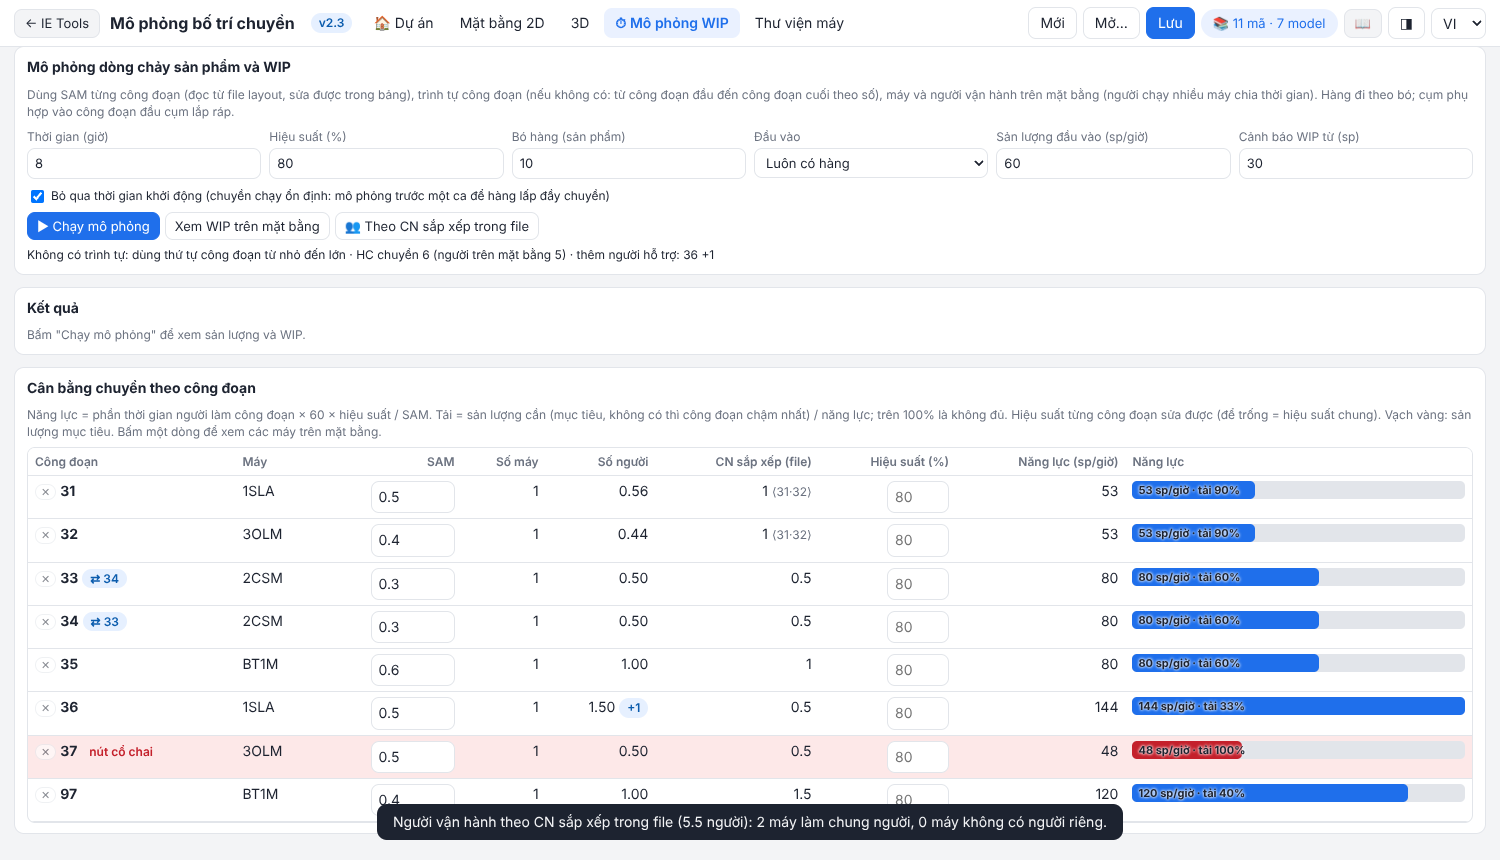 ← IE Tools Mô phỏng bố trí chuyền v2.3 🏠 Dự án Mặt bằng 2D 3D ⏱ Mô phỏng WIP Thư viện máy Mới Mở... Lưu 📚 11 mã · 7 model 📖 ◨ VI
Mô phỏng dòng chảy sản phẩm và WIP
Dùng SAM từng công đoạn (đọc từ file layout, sửa được trong bảng), trình tự công đoạn (nếu không có: từ công đoạn đầu đến công đoạn cuối theo số), máy và người vận hành trên mặt bằng (người chạy nhiều máy chia thời gian). Hàng đi theo bó; cụm phụ
hợp vào công đoạn đầu cụm lắp ráp.
Thời gian (giờ) Hiệu suất (%) Bó hàng (sản phẩm) Đầu vào Sản lượng đầu vào (sp/giờ) Cảnh báo WIP từ (sp)
8 80 10 Luôn có hàng 60 30
Bỏ qua thời gian khởi động (chuyền chạy ổn định: mô phỏng trước một ca để hàng lấp đầy chuyền)
▶ Chạy mô phỏng Xem WIP trên mặt bằng 👥 Theo CN sắp xếp trong file
Không có trình tự: dùng thứ tự công đoạn từ nhỏ đến lớn · HC chuyền 6 (người trên mặt bằng 5) · thêm người hỗ trợ: 36 +1
Kết quả
Bấm "Chạy mô phỏng" để xem sản lượng và WIP.
Cân bằng chuyền theo công đoạn
Năng lực = phần thời gian người làm công đoạn × 60 × hiệu suất / SAM. Tải = sản lượng cần (mục tiêu, không có thì công đoạn chậm nhất) / năng lực; trên 100% là không đủ. Hiệu suất từng công đoạn sửa được (để trống = hiệu suất chung). Vạch vàng: sản
lượng mục tiêu. Bấm một dòng để xem các máy trên mặt bằng.
Công đoạn Máy SAM Số máy Số người CN sắp xếp (file) Hiệu suất (%) Năng lực (sp/giờ) Năng lực
× 31 1SLA 0.5 1 0.56 1 (31·32) 80 53 53 sp/giờ · tải 90%
× 32 3OLM 0.4 1 0.44 1 (31·32) 80 53 53 sp/giờ · tải 90%
× 33 ⇄ 34 2CSM 0.3 1 0.50 0.5 80 80 80 sp/giờ · tải 60%
× 34 ⇄ 33 2CSM 0.3 1 0.50 0.5 80 80 80 sp/giờ · tải 60%
× 35 BT1M 0.6 1 1.00 1 80 80 80 sp/giờ · tải 60%
× 36 1SLA 0.5 1 1.50 +1 0.5 80 144 144 sp/giờ · tải 33%
× 37 nút cổ chai 3OLM 0.5 1 0.50 0.5 80 48 48 sp/giờ · tải 100%
× 97 BT1M 0.4 1 1.00 1.5 80 120 120 sp/giờ · tải 40%
Người vận hành theo CN sắp xếp trong file (5.5 người): 2 máy làm chung người, 0 máy không có người riêng.